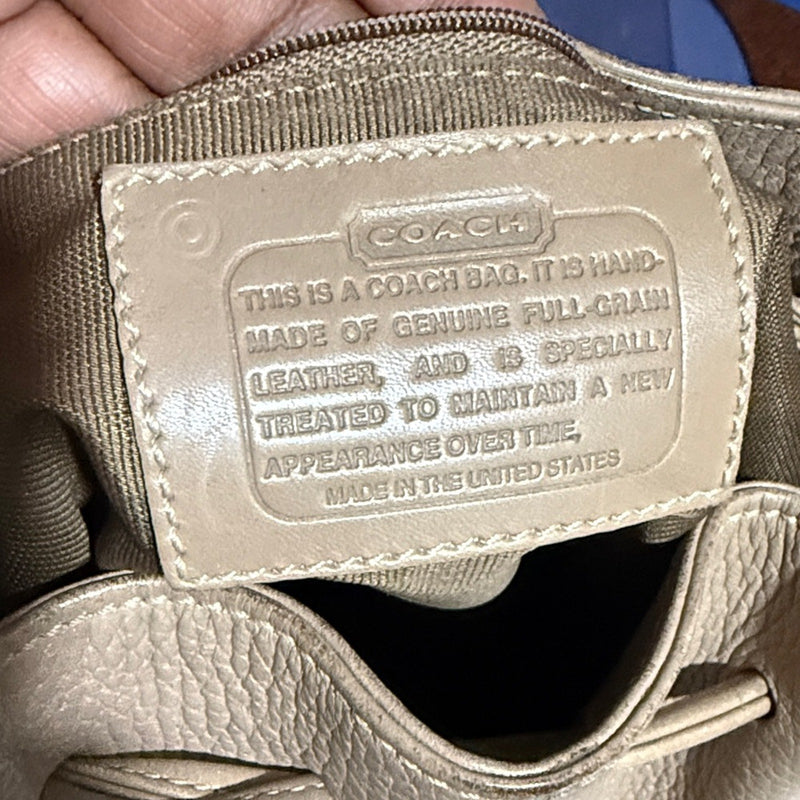 COACH
THIS IS A COACH BAG. IT IS HAND-
MADE OF GENUINE FULL-GRAIN
LEATHER, AND IS SPECIALLY
TREATED TO MAINTAIN A NEW
APPEARANCE OVER TIME,
MADE IN THE UNITED STATES